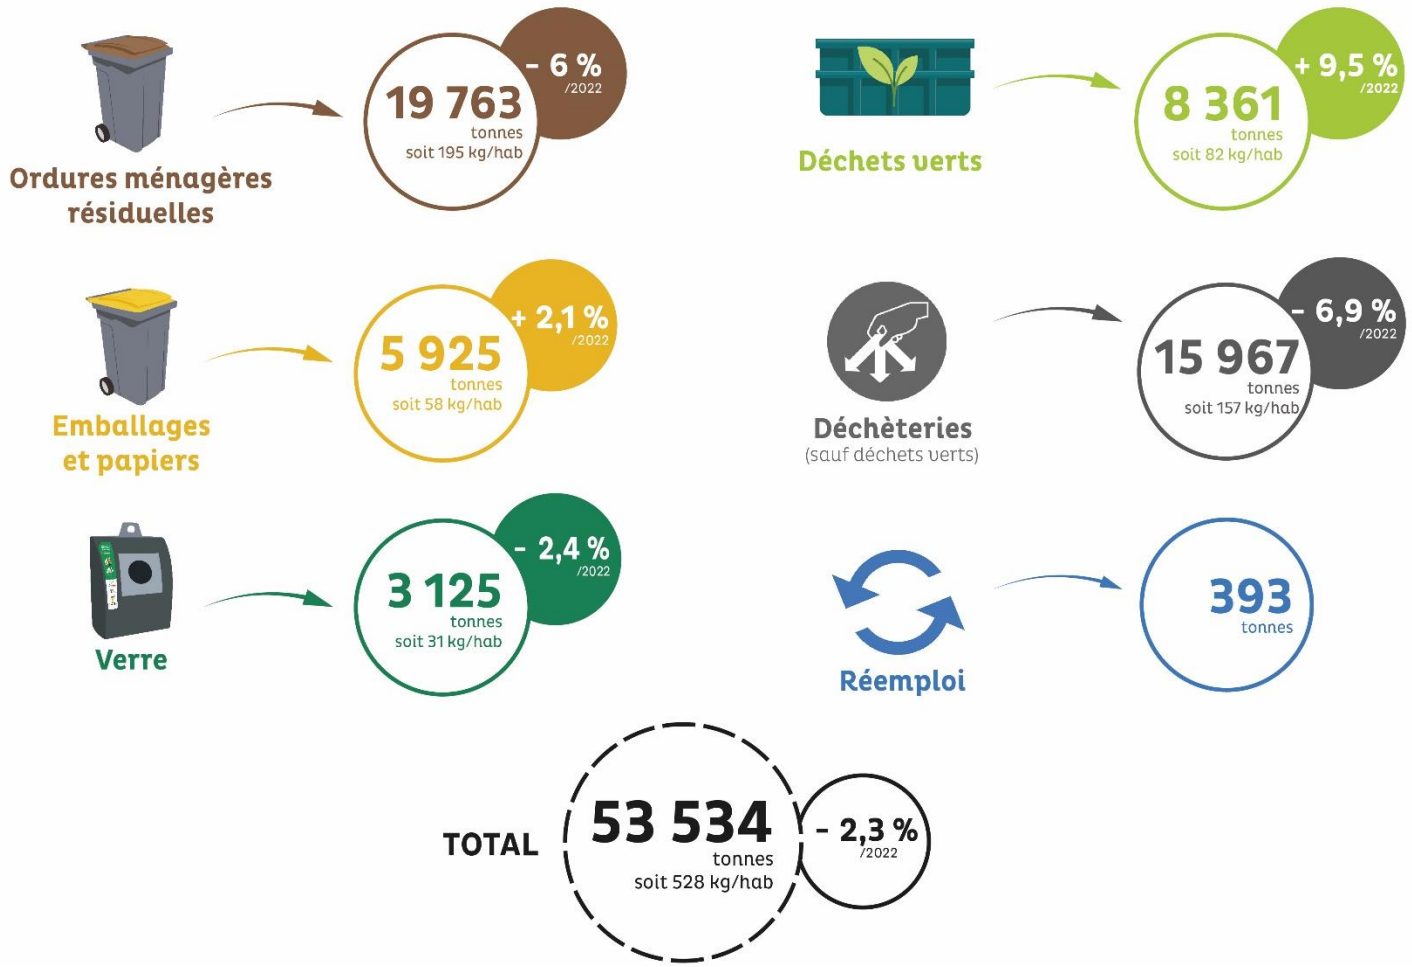 Ordures ménagères
résiduelles
19 763
tonnes
soit 195 kg/hab
- 6 %
/2022
Déchets verts
8 361
tonnes
soit 82 kg/hab
+ 9,5 %
/2022
Emballages
et papiers
5 925
tonnes
soit 58 kg/hab
+ 2,1 %
/2022
Déchèteries
(sauf déchets verts)
15 967
tonnes
soit 157 kg/hab
- 6,9 %
/2022
Verre
3 125
tonnes
soit 31 kg/hab
- 2,4 %
/2022
Réemploi
393
tonnes
TOTAL
53 534
tonnes
soit 528 kg/hab
- 2,3 %
/2022